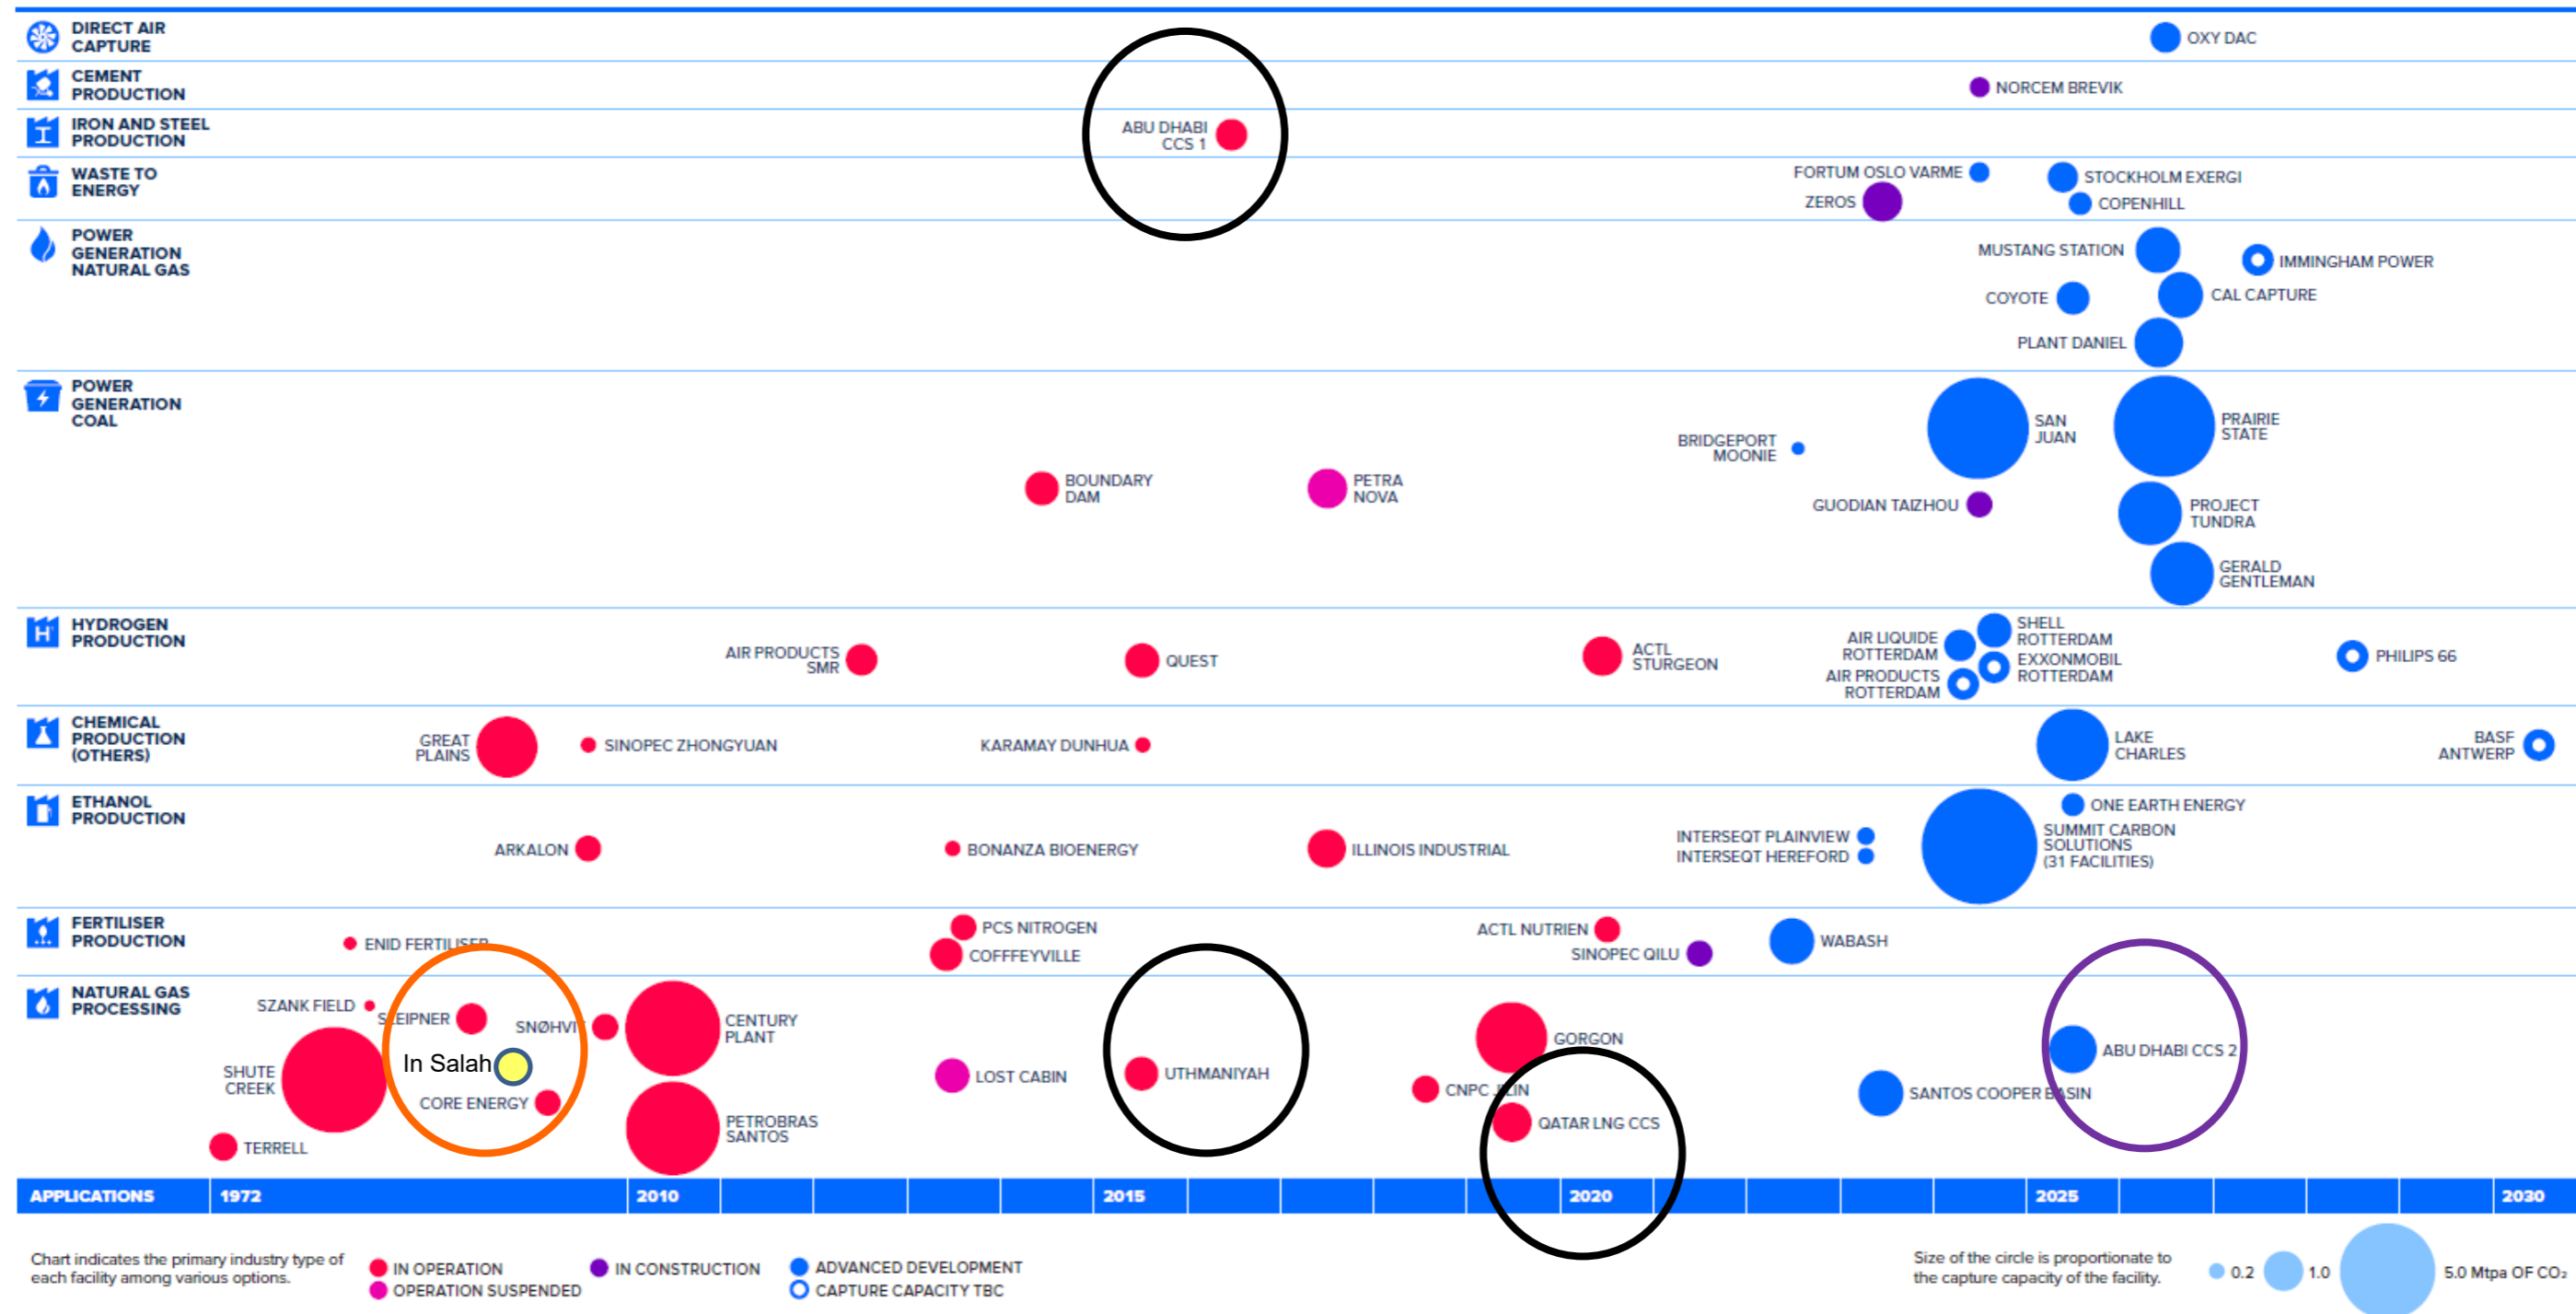 DIRECT AIR
CAPTURE
OXY DAC
CEMENT
PRODUCTION
NORCEM BREVIK
IRON AND STEEL
PRODUCTION
ABU DHABI
CCS 1
WASTE TO
ENERGY
FORTUM OSLO VARME
ZEROS
STOCKHOLM EXERGI
COPENHILL
POWER
GENERATION
NATURAL GAS
MUSTANG STATION
IMMINGHAM POWER
COYOTE
CAL CAPTURE
PLANT DANIEL
POWER
GENERATION
COAL
BOUNDARY
DAM
PETRA
NOVA
BRIDGEPORT
MOONIE
GUODIAN TAIZHOU
SAN
JUAN
PRAIRIE
STATE
PROJECT
TUNDRA
GERALD
GENTLEMAN
HYDROGEN
PRODUCTION
AIR PRODUCTS
SMR
QUEST
ACTL
STURGEON
AIR LIQUIDE
ROTTERDAM
AIR PRODUCTS
ROTTERDAM
SHELL
ROTTERDAM
EXXONMOBIL
ROTTERDAM
PHILIPS 66
CHEMICAL
PRODUCTION
(OTHERS)
GREAT
PLAINS
SINOPEC ZHONGYUAN
KARAMAY DUNHUA
LAKE
CHARLES
BASF
ANTWERP
ETHANOL
PRODUCTION
ARKALON
BONANZA BIOENERGY
ILLINOIS INDUSTRIAL
INTERSEQT PLAINVIEW
INTERSEQT HEREFORD
ONE EARTH ENERGY
SUMMIT CARBON
SOLUTIONS
(31 FACILITIES)
FERTILISER
PRODUCTION
ENID FERTILISER
PCS NITROGEN
COFFFEYVILLE
ACTL NUTRIEN
SINOPEC QILU
WABASH
NATURAL GAS
PROCESSING
SZANK FIELD
SLEIPNER
SNØHVIT
In Salah
SHUTE
CREEK
CORE ENERGY
TERRELL
CENTURY
PLANT
PETROBRAS
SANTOS
LOST CABIN
UTHMANIYAH
GORGON
CNPC JILIN
QATAR LNG CCS
SANTOS COOPER BASIN
ABU DHABI CCS 2
APPLICATIONS
1972
2010
2015
2020
2025
2030
Chart indicates the primary industry type of
each facility among various options.
IN OPERATION
OPERATION SUSPENDED
IN CONSTRUCTION
ADVANCED DEVELOPMENT
CAPTURE CAPACITY TBC
Size of the circle is proportionate to
the capture capacity of the facility.
0.2
1.0
5.0 Mtpa OF CO₂